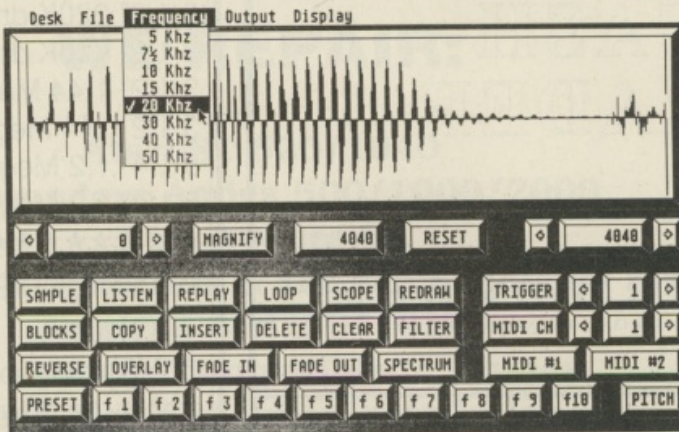 Desk File Frequency Output Display
5 Khz
7½ Khz
10 Khz
15 Khz
✓ 20 Khz
30 Khz
40 Khz
50 Khz
0 MAGNIFY 4040 RESET 4040
SAMPLE LISTEN REPLAY LOOP SCOPE REDRAW TRIGGER 1
BLOCKS COPY INSERT DELETE CLEAR FILTER MIDI CH 1
REVERSE OVERLAY FADE IN FADE OUT SPECTRUM MIDI #1 MIDI #2
PRESET f 1 f 2 f 3 f 4 f 5 f 6 f 7 f 8 f 9 f10 PITCH